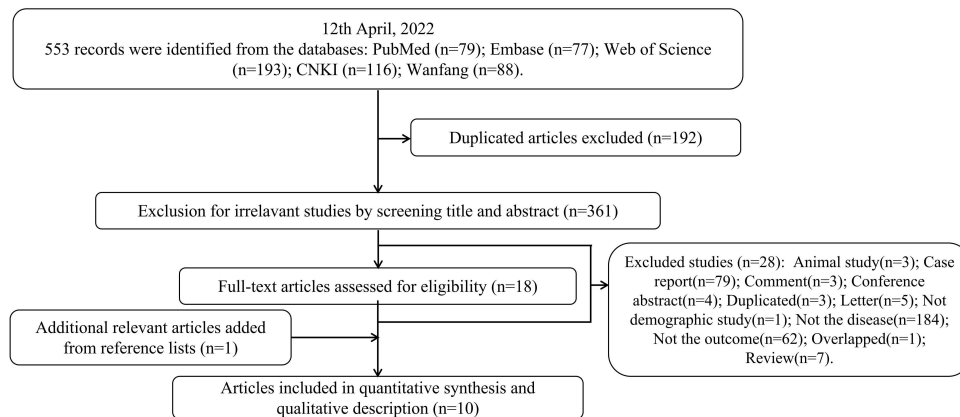 12th April, 2022
553 records were identified from the databases: PubMed (n=79); Embase (n=77); Web of Science
(n=193); CNKI (n=116); Wanfang (n=88).
Duplicated articles excluded (n=192)
Exclusion for irrelavant studies by screening title and abstract (n=361)
Excluded studies (n=28): Animal study(n=3); Case
report(n=79); Comment(n=3); Conference
abstract(n=4); Duplicated(n=3); Letter(n=5); Not
demographic study(n=1); Not the disease(n=184);
Not the outcome(n=62); Overlapped(n=1);
Review(n=7).
Full-text articles assessed for eligibility (n=18)
Additional relevant articles added
from reference lists (n=1)
Articles included in quantitative synthesis and
qualitative description (n=10)